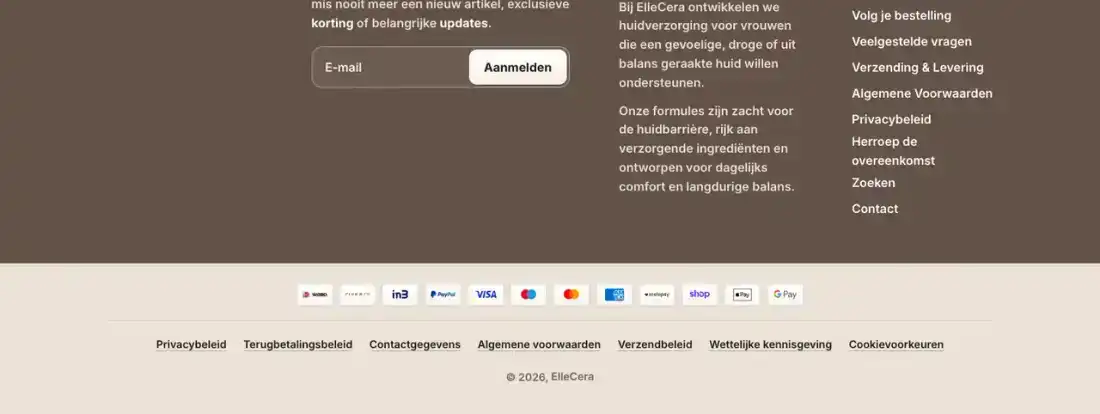 mis nooit meer een nieuw artikel, exclusieve
korting of belangrijke updates.
E-mail
Aanmelden
Bij ElleCera ontwikkelen we
huidverzorging voor vrouwen
die een gevoelige, droge of uit
balans geraakte huid willen
ondersteunen.
Onze formules zijn zacht voor
de huidbarrière, rijk aan
verzorgende ingrediënten en
ontworpen voor dagelijks
comfort en langdurige balans.
Volg je bestelling
Veelgestelde vragen
Verzending & Levering
Algemene Voorwaarden
Privacybeleid
Herroep de
overeenkomst
Zoeken
Contact
in3 PayPal VISA shop Pay G Pay
Privacybeleid Terugbetalingsbeleid Contactgegevens Algemene voorwaarden Verzendbeleid Wettelijke kennisgeving Cookievoorkeuren
© 2026, ElleCera